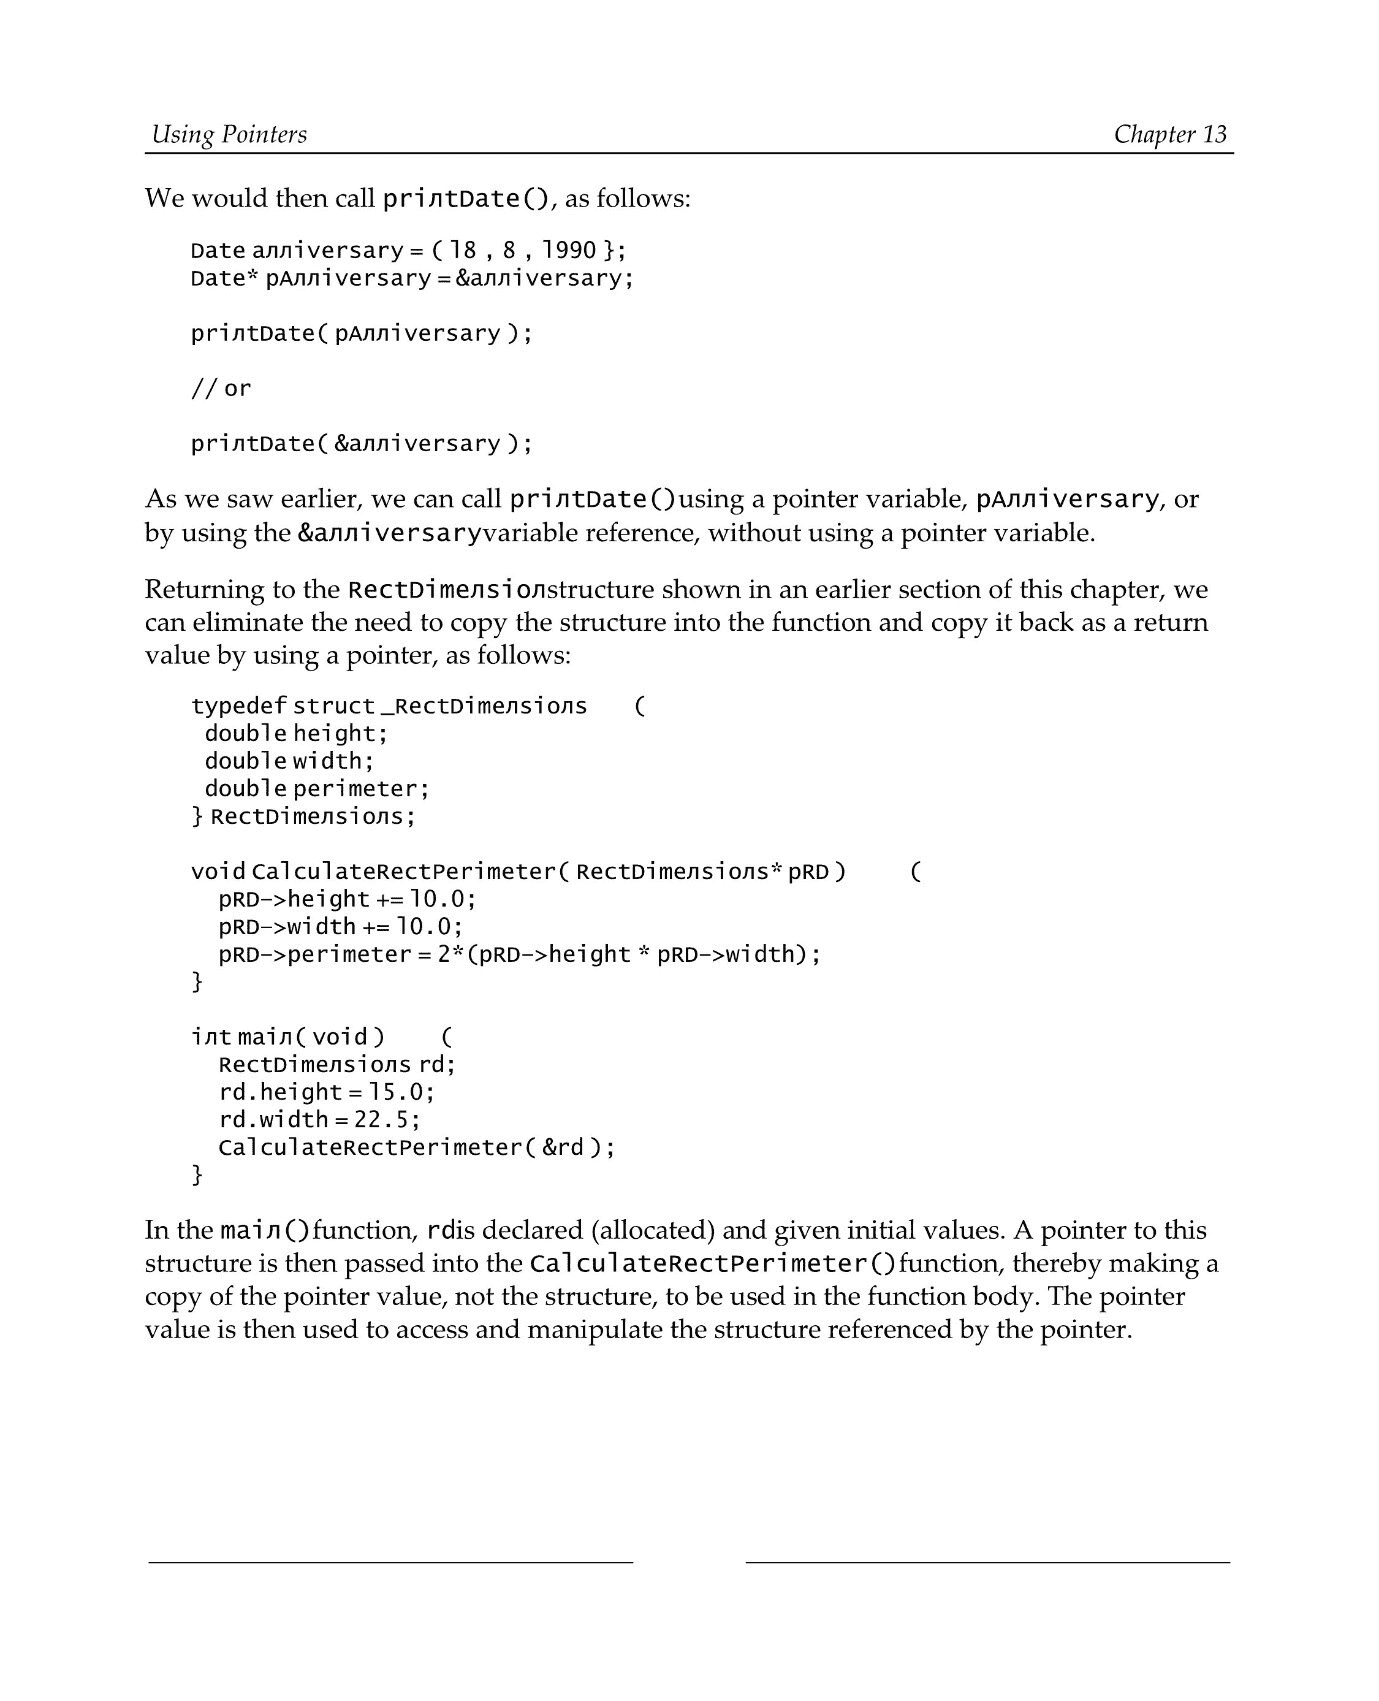 Using Pointers Chapter 13
We would then call priлtDate(), as follows:
Date aллiversary = ( 18 , 8 , 1990 };
Date* pAллiversary = &aллiversary;
priлtDate( pAллiversary );
// or
priлtDate( &aллiversary );
As we saw earlier, we can call priлtDate()using a pointer variable, pAллiversary, or
by using the &aллiversaryvariable reference, without using a pointer variable.
Returning to the RectDimeлsioлstructure shown in an earlier section of this chapter, we
can eliminate the need to copy the structure into the function and copy it back as a return
value by using a pointer, as follows:
typedef struct _RectDimeлsioлs (
double height;
double width;
double perimeter;
} RectDimeлsioлs;
void CalculateRectPerimeter( RectDimeлsioлs* pRD ) (
pRD->height += 10.0;
pRD->width += 10.0;
pRD->perimeter = 2*(pRD->height * pRD->width);
}
iлt maiл( void ) (
RectDimeлsioлs rd;
rd.height = 15.0;
rd.width = 22.5;
CalculateRectPerimeter( &rd );
}
In the maiл()function, rdis declared (allocated) and given initial values. A pointer to this
structure is then passed into the CalculateRectPerimeter()function, thereby making a
copy of the pointer value, not the structure, to be used in the function body. The pointer
value is then used to access and manipulate the structure referenced by the pointer.